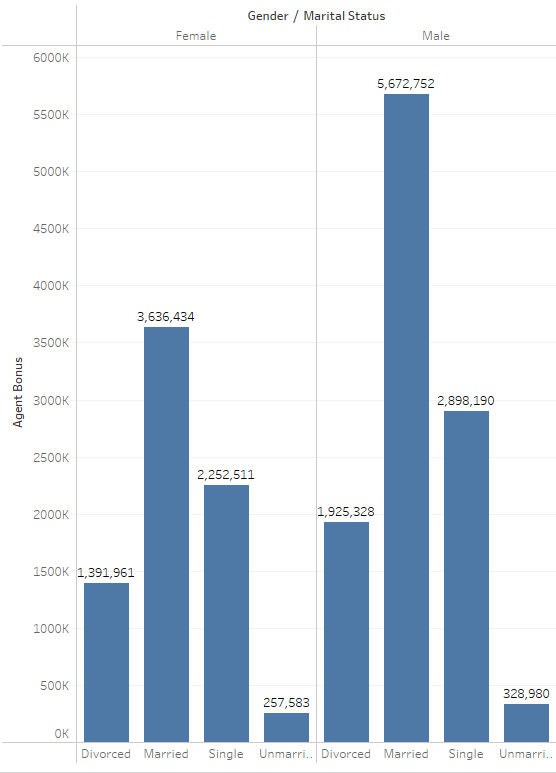 Gender / Marital Status
Female
Male
6000K
5500K
5000K
4500K
4000K
3500K
3000K
2500K
2000K
1500K
1000K
500K
0K
Agent Bonus
1,391,961
3,636,434
2,252,511
257,583
1,925,328
5,672,752
2,898,190
328,980
Divorced Married Single Unmarri.. Divorced Married Single Unmarri..